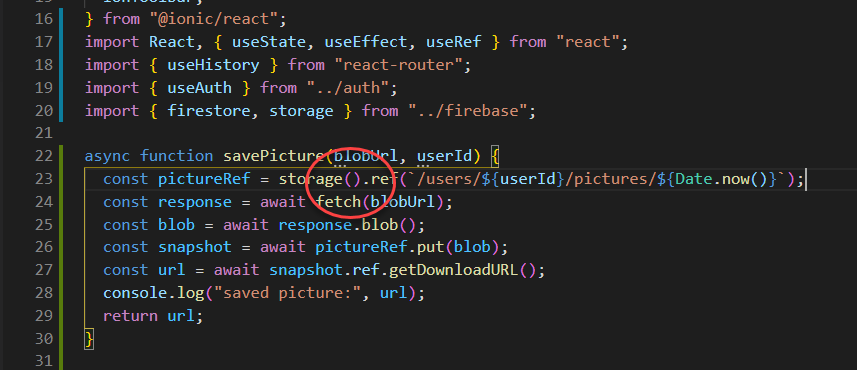 16 } from "@ionic/react";
17 import React, { useState, useEffect, useRef } from "react";
18 import { useHistory } from "react-router";
19 import { useAuth } from "../auth";
20 import { firestore, storage } from "../firebase";
21
22 async function savePicture(blobUrl, userId) {
23 const pictureRef = storage().ref(`/users/${userId}/pictures/${Date.now()}`);
24 const response = await fetch(blobUrl);
25 const blob = await response.blob();
26 const snapshot = await pictureRef.put(blob);
27 const url = await snapshot.ref.getDownloadURL();
28 console.log("saved picture:", url);
29 return url;
30 }
31